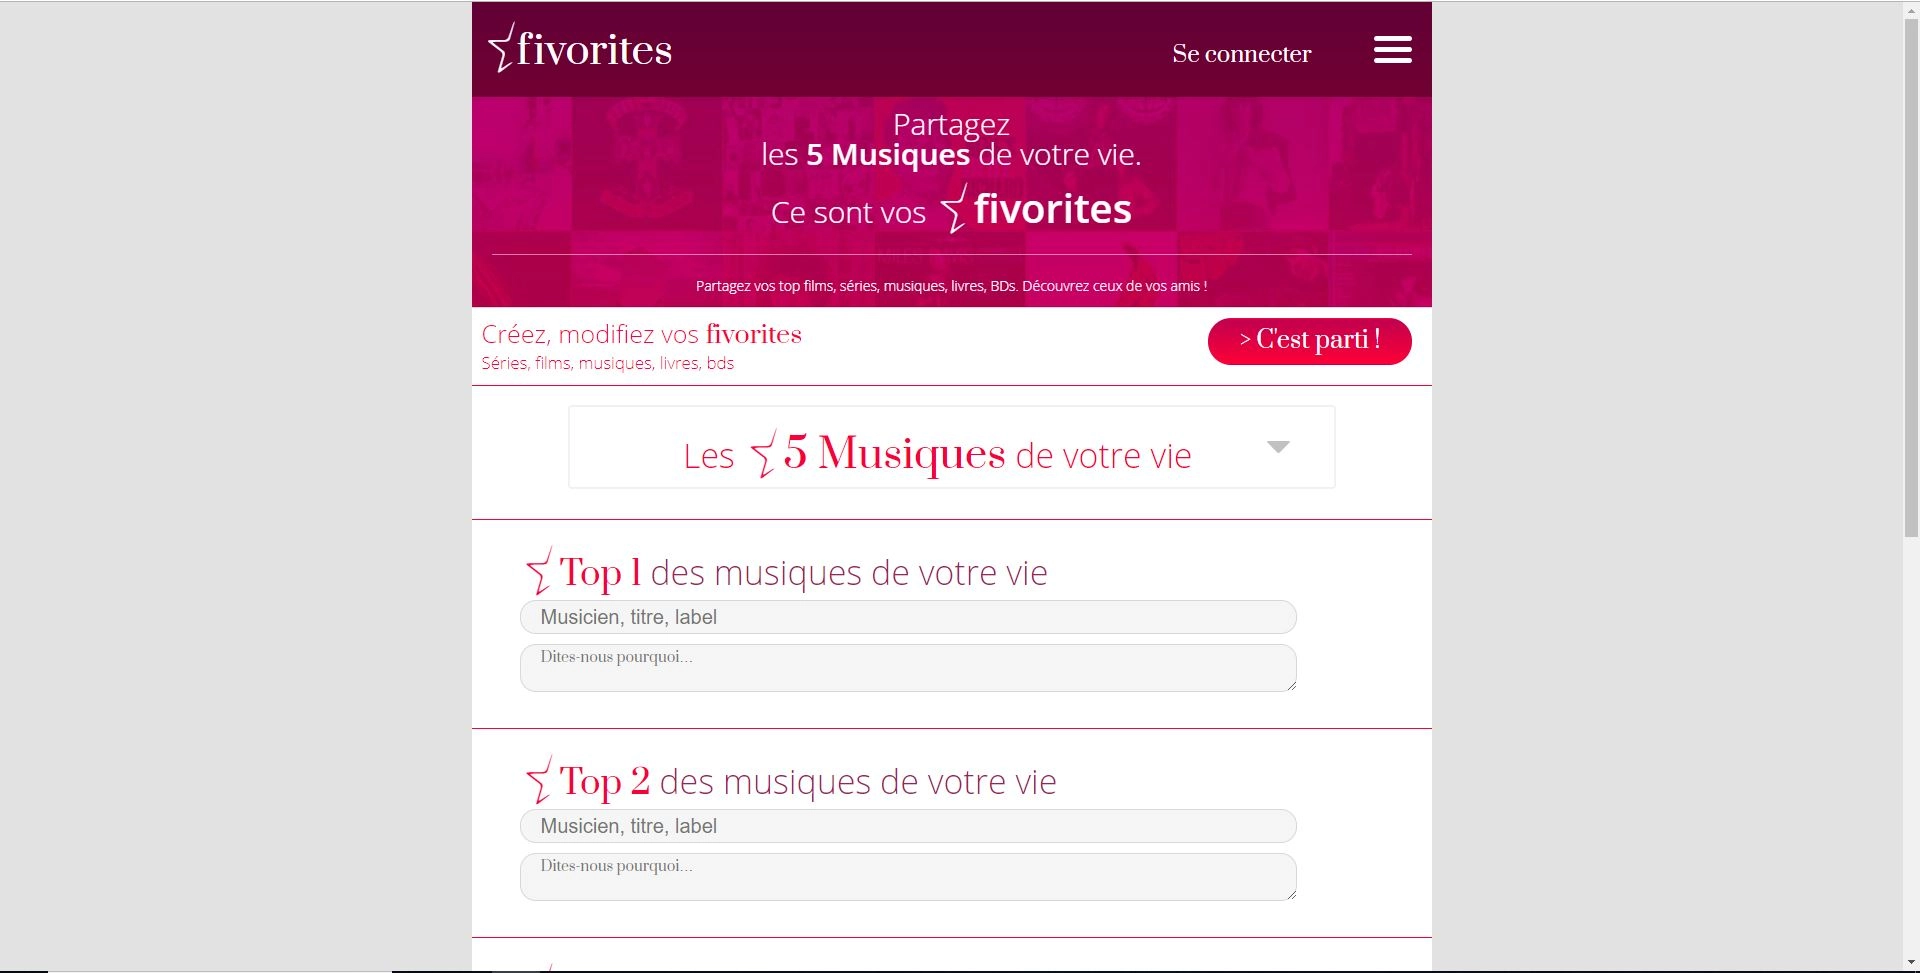 fivorites
Se connecter
Partagez
les 5 Musiques de votre vie.
Ce sont vos fivorites
Partagez vos top films, séries, musiques, livres, BDs. Découvrez ceux de vos amis !
Créez, modifiez vos fivorites
Séries, films, musiques, livres, bds
> C'est parti !
Les 5 Musiques de votre vie
Top 1 des musiques de votre vie
Musicien, titre, label
Dites-nous pourquoi...
Top 2 des musiques de votre vie
Musicien, titre, label
Dites-nous pourquoi...